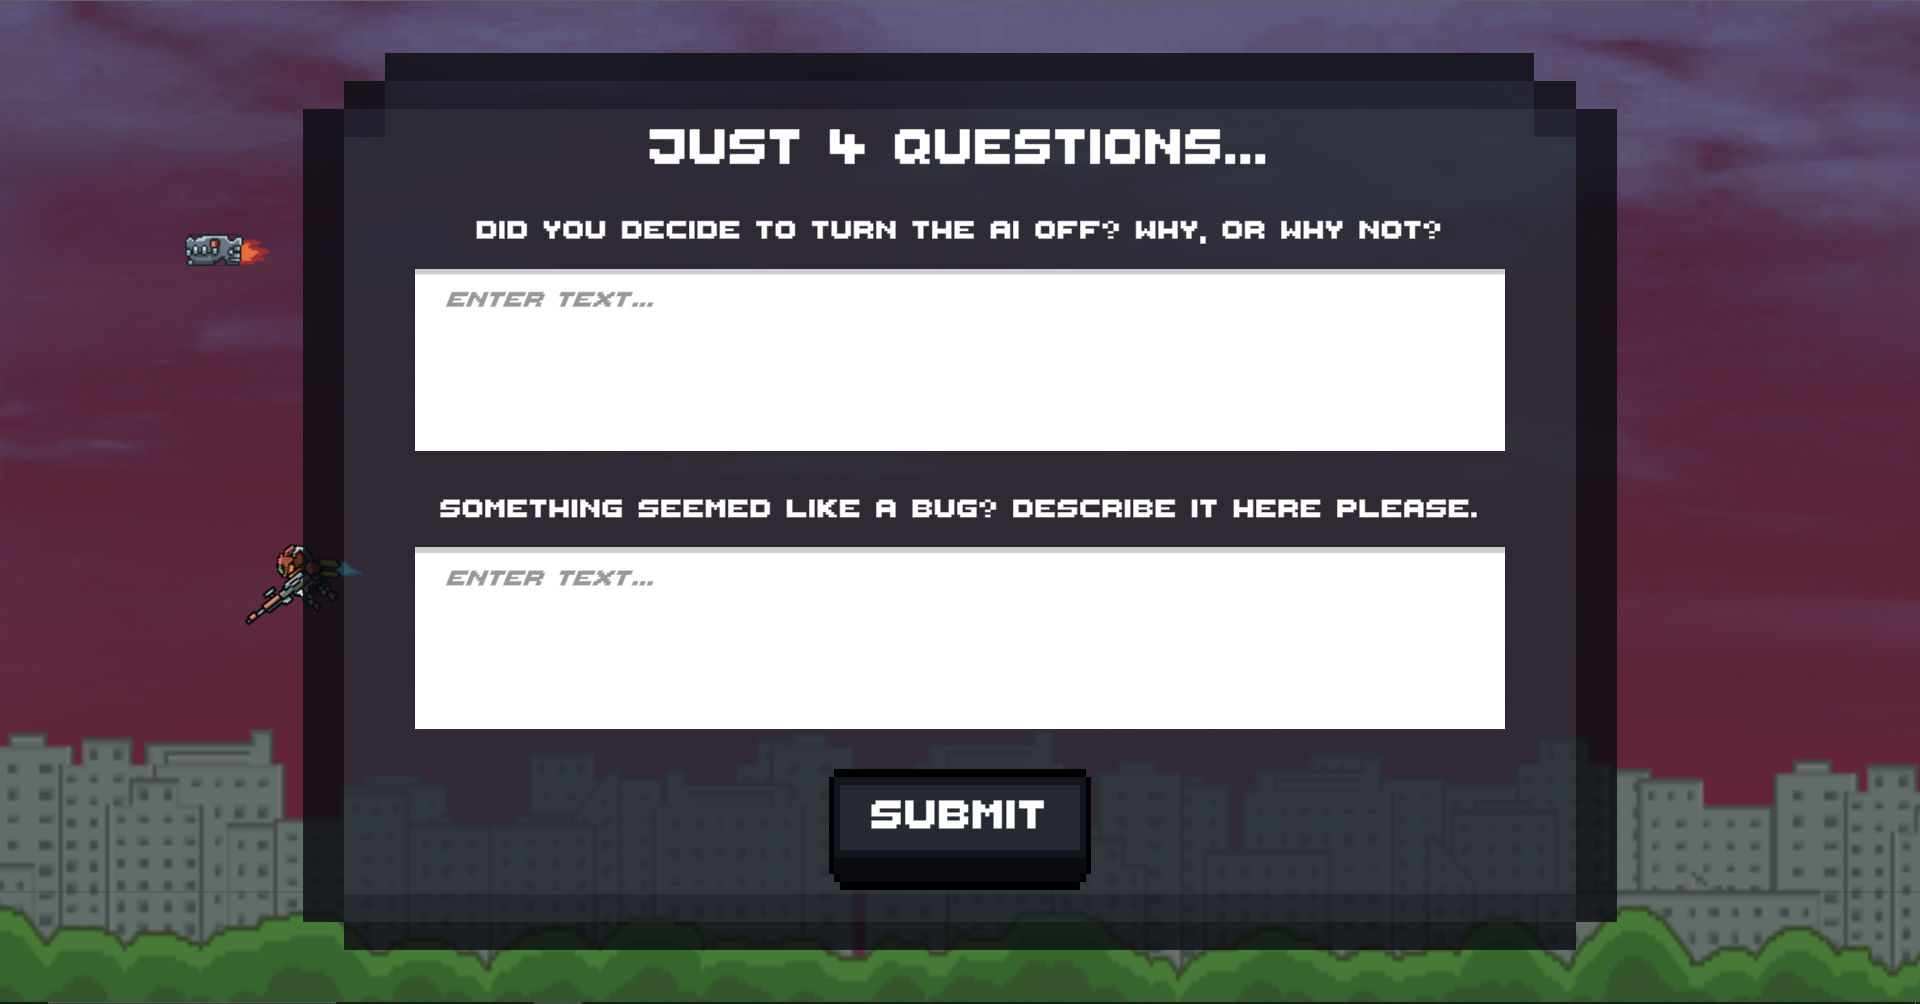 JUST 4 QUESTIONS...
DID YOU DECIDE TO TURN THE AI OFF? WHY, OR WHY NOT?
ENTER TEXT...
SOMETHING SEEMED LIKE A BUG? DESCRIBE IT HERE PLEASE.
ENTER TEXT...
SUBMIT